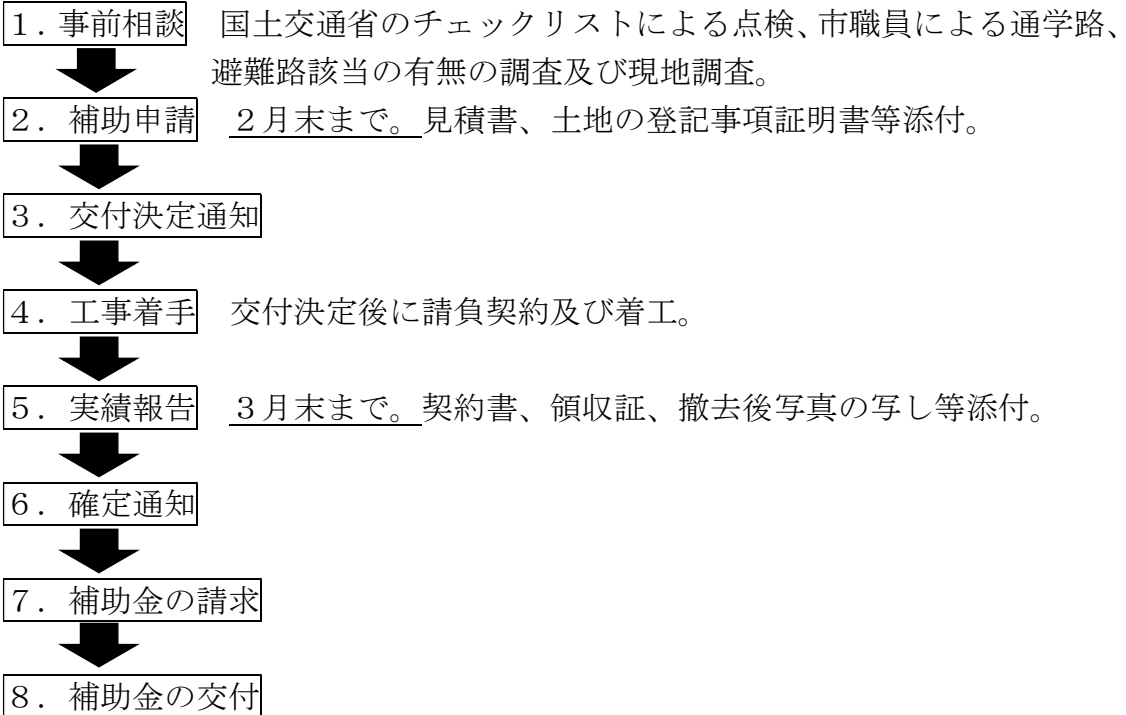 １．事前相談　国土交通省のチェックリストによる点検、市職員による通学路、
避難路該当の有無の調査及び現地調査。
２．補助申請　２月末まで。見積書、土地の登記事項証明書等添付。
３．交付決定通知
４．工事着手　交付決定後に請負契約及び着工。
５．実績報告　３月末まで。契約書、領収証、撤去後写真の写し等添付。
６．確定通知
７．補助金の請求
８．補助金の交付